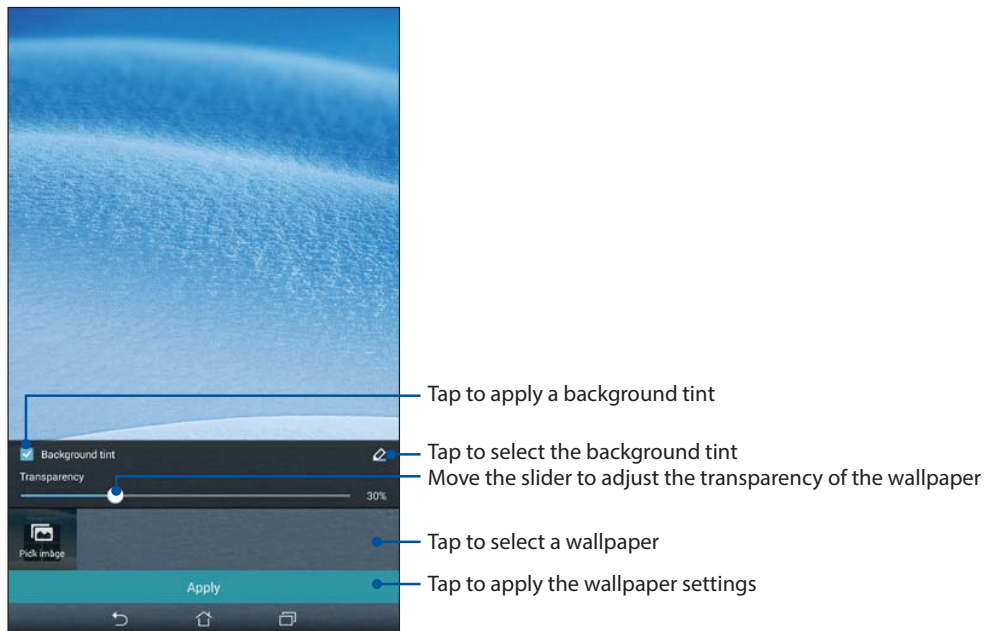 Tap to apply a background tint
Background tint
Tap to select the background tint
Transparency
Move the slider to adjust the transparency of the wallpaper
30%
Pick image
Tap to select a wallpaper
Apply
Tap to apply the wallpaper settings